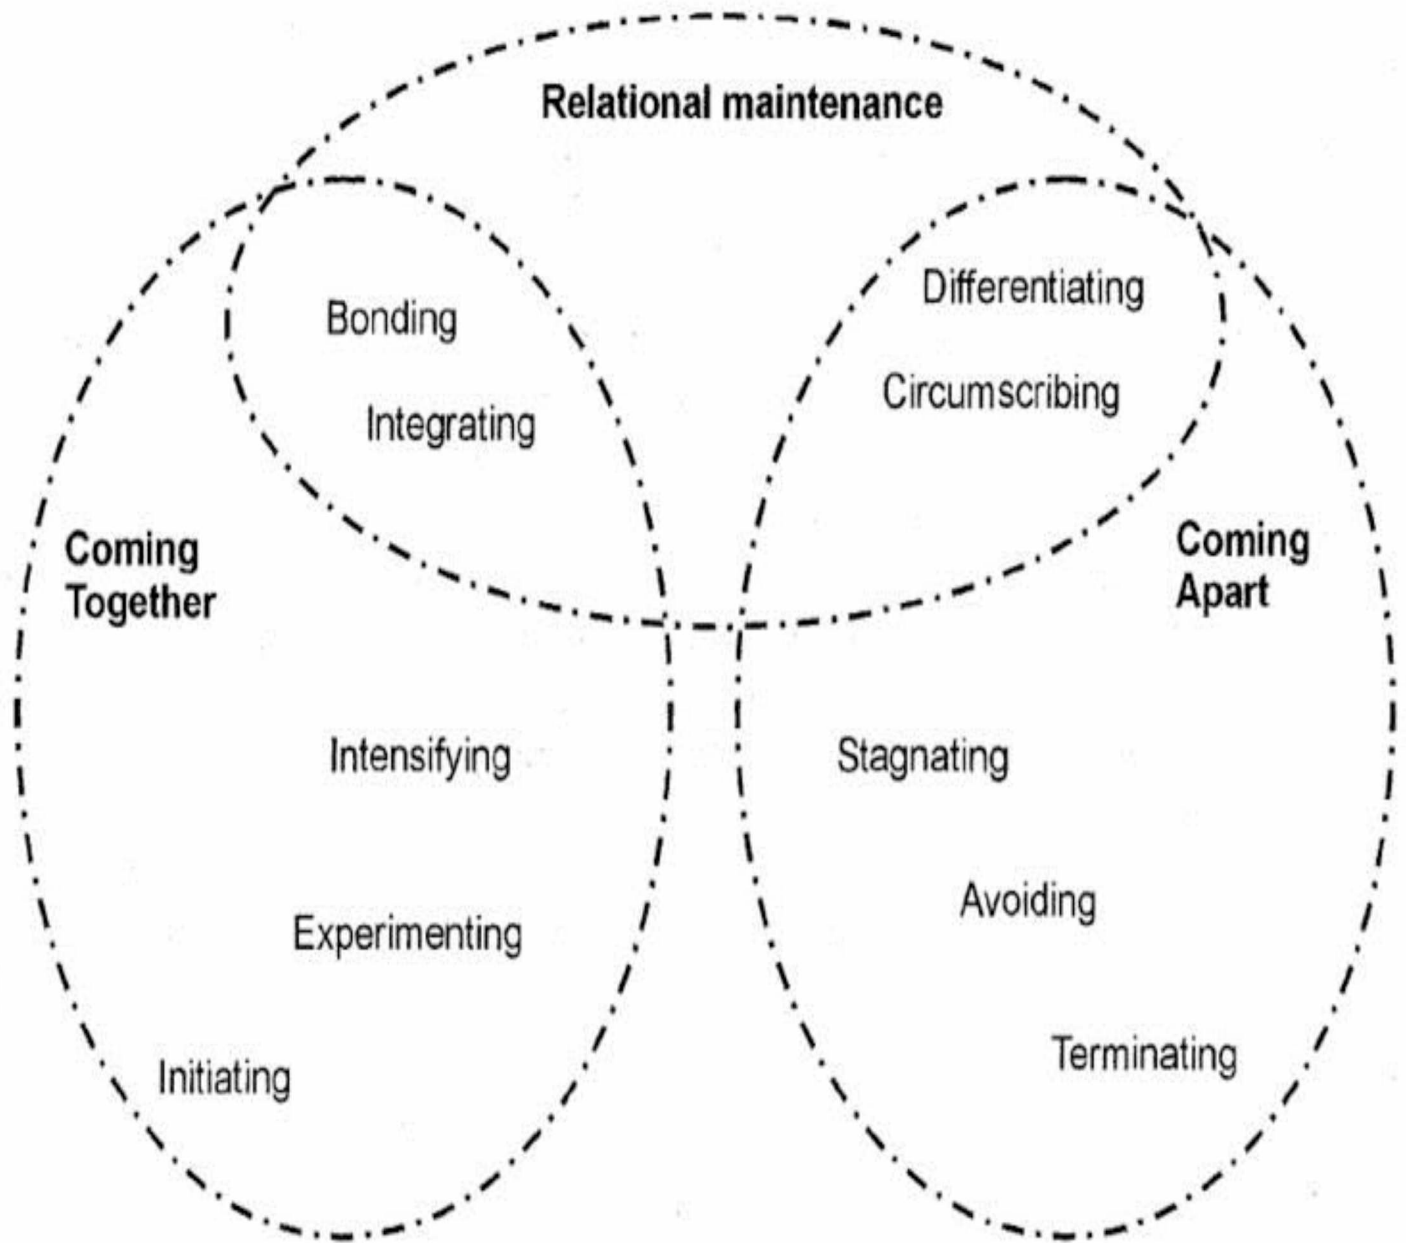 Relational maintenance
Bonding
Integrating
Differentiating
Circumscribing
Coming
Together
Coming
Apart
Intensifying
Stagnating
Experimenting
Avoiding
Initiating
Terminating